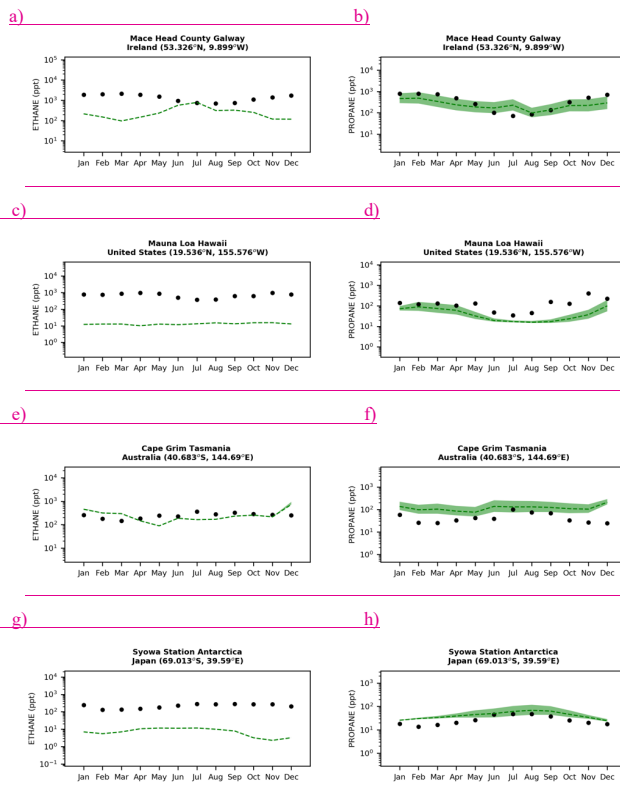 a)
b)
Mace Head County Galway
Ireland (53.326°N, 9.899°W)
ETHANE (ppt)
10⁵
10⁴
10³
10²
10¹
Jan Feb Mar Apr May Jun Jul Aug Sep Oct Nov Dec
Mace Head County Galway
Ireland (53.326°N, 9.899°W)
PROPANE (ppt)
10⁴
10³
10²
10¹
Jan Feb Mar Apr May Jun Jul Aug Sep Oct Nov Dec
c)
d)
Mauna Loa Hawaii
United States (19.536°N, 155.576°W)
ETHANE (ppt)
10⁴
10³
10²
10¹
10⁰
Jan Feb Mar Apr May Jun Jul Aug Sep Oct Nov Dec
Mauna Loa Hawaii
United States (19.536°N, 155.576°W)
PROPANE (ppt)
10⁴
10³
10²
10¹
10⁰
Jan Feb Mar Apr May Jun Jul Aug Sep Oct Nov Dec
e)
f)
Cape Grim Tasmania
Australia (40.683°S, 144.69°E)
ETHANE (ppt)
10⁴
10³
10²
10¹
Jan Feb Mar Apr May Jun Jul Aug Sep Oct Nov Dec
Cape Grim Tasmania
Australia (40.683°S, 144.69°E)
PROPANE (ppt)
10³
10²
10¹
10⁰
Jan Feb Mar Apr May Jun Jul Aug Sep Oct Nov Dec
g)
h)
Syowa Station Antarctica
Japan (69.013°S, 39.59°E)
ETHANE (ppt)
10⁴
10³
10²
10¹
10⁰
10⁻¹
Jan Feb Mar Apr May Jun Jul Aug Sep Oct Nov Dec
Syowa Station Antarctica
Japan (69.013°S, 39.59°E)
PROPANE (ppt)
10³
10²
10¹
10⁰
Jan Feb Mar Apr May Jun Jul Aug Sep Oct Nov Dec